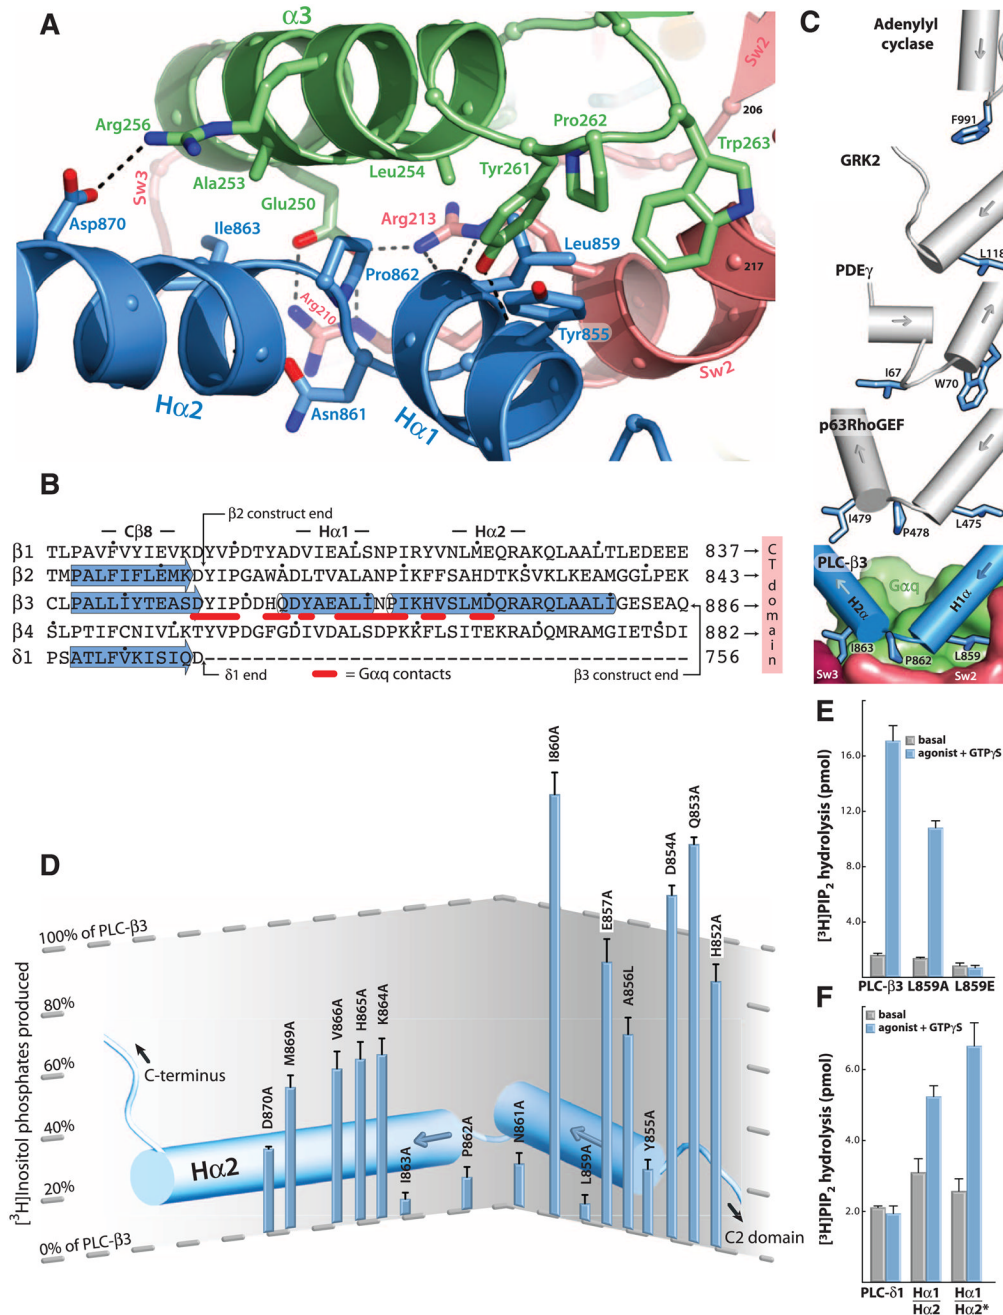 A
α3
Sw2
206
Arg256
Pro262
Trp263
Sw3
Ala253
Leu254
Tyr261
Glu250
Asp870
Ile863
Arg213
Leu859
217
Pro862
Arg210
Tyr855
Sw2
Hα2
Asn861
Hα1
C
Adenylyl
cyclase
F991
GRK2
L118
PDEγ
I67
W70
p63RhoGEF
I479
P478
L475
PLC-β3
Gαq
H2α
H1α
I863
P862
L859
Sw3
Sw2
B
β2 construct end
Cβ8
Hα1
Hα2
β1 TLPAVFVYIEVKDYVPDTYADVIEALSNPIRYVNLMEQRAKQLAALTLEDEEE 837
β2 TMPALFIFLEMKDYIPGAWADLTVALANPIKFFSAHDTKSVKLKEAMGGLPEK 843
β3 CLPALLIYTEASDYIPDDHQDYAEALINPIKHVSLMDQRARQLAALIGESEAQ 886
β4 SLPTIFCNIVLKTYVPDGFGDIVDALSDPKKFLSITEKRADQMRAMGIETSDI 882
δ1 PSATLFVKISIQD 756
CT domain
δ1 end
= Gαq contacts
β3 construct end
D
[³H]Inositol phosphates produced
100% of PLC-β3
80%
60%
40%
20%
0% of PLC-β3
C-terminus
Hα2
D870A
M869A
V866A
H865A
K864A
I863A
P862A
N861A
I860A
L859A
E857A
A856L
Y855A
D854A
Q853A
H852A
C2 domain
E
[³H]PIP₂ hydrolysis (pmol)
basal
agonist + GTPγS
16.0
12.0
8.0
4.0
PLC-β3
L859A
L859E
F
[³H]PIP₂ hydrolysis (pmol)
basal
agonist + GTPγS
6.0
4.0
2.0
PLC-δ1
Hα1
Hα2
Hα1
Hα2*